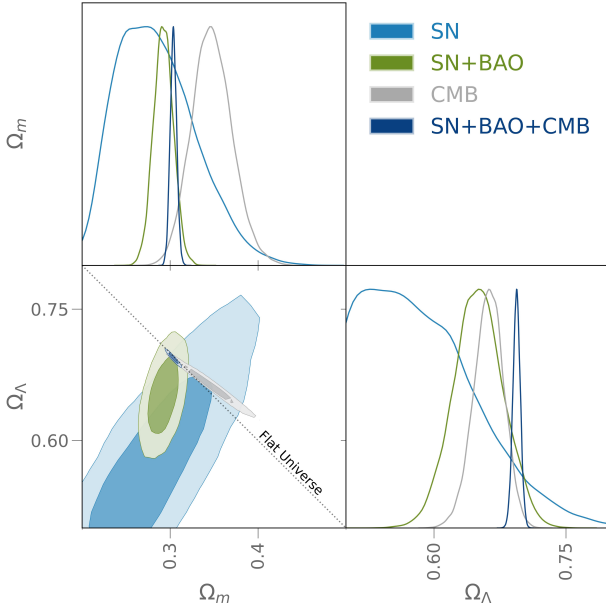 SN
SN+BAO
CMB
SN+BAO+CMB
Ωm
0.75
0.60
ΩΛ
Flat Universe
0.3
0.4
Ωm
0.60
0.75
ΩΛ